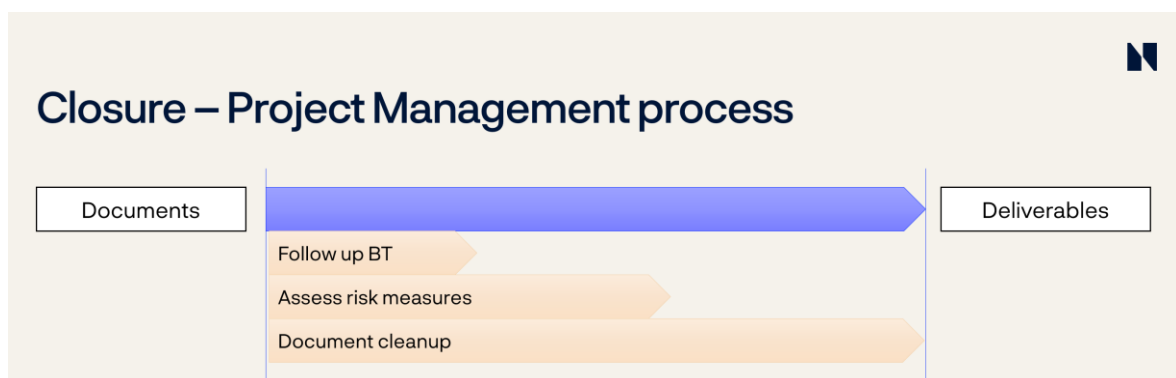 Closure – Project Management process
Documents
Deliverables
Follow up BT
Assess risk measures
Document cleanup